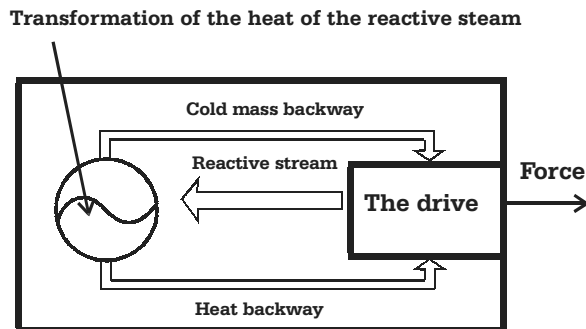 Transformation of the heat of the reactive steam
Cold mass backway
Reactive stream
Force
The drive
Heat backway